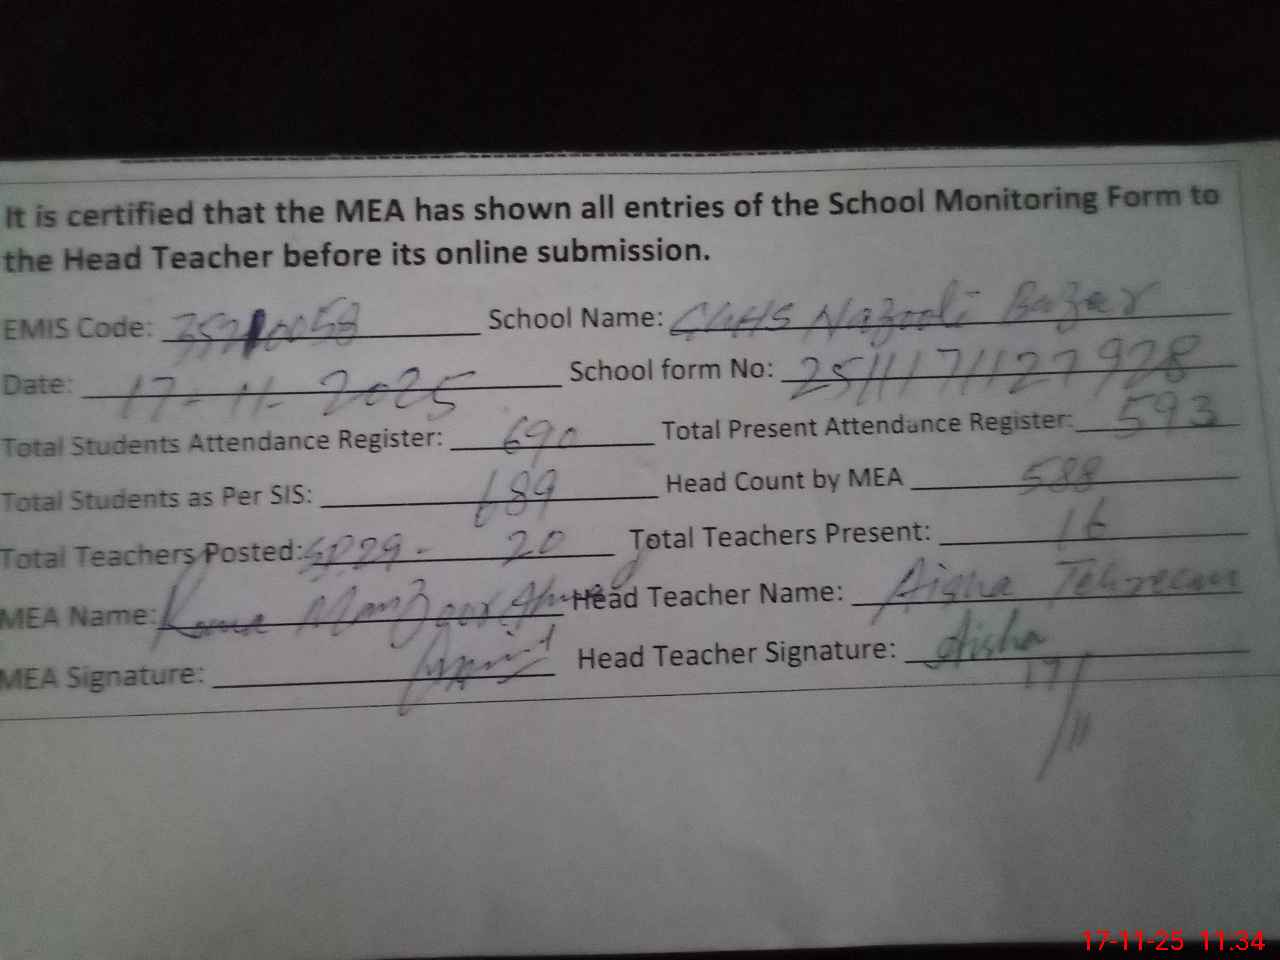 It is certified that the MEA has shown all entries of the School Monitoring Form to
the Head Teacher before its online submission.
EMIS Code: 35210058 School Name: Bazar
Date: 17-11-2025 School form No: 2511171127928
Total Students Attendance Register: 690 Total Present Attendance Register: 593
Total Students as Per SIS: 689 Head Count by MEA 588
Total Teachers Posted: 20 Total Teachers Present: 16
MEA Name: Head Teacher Name: Aisha
MEA Signature: Head Teacher Signature: Aisha
17/11
17-11-25 11:34